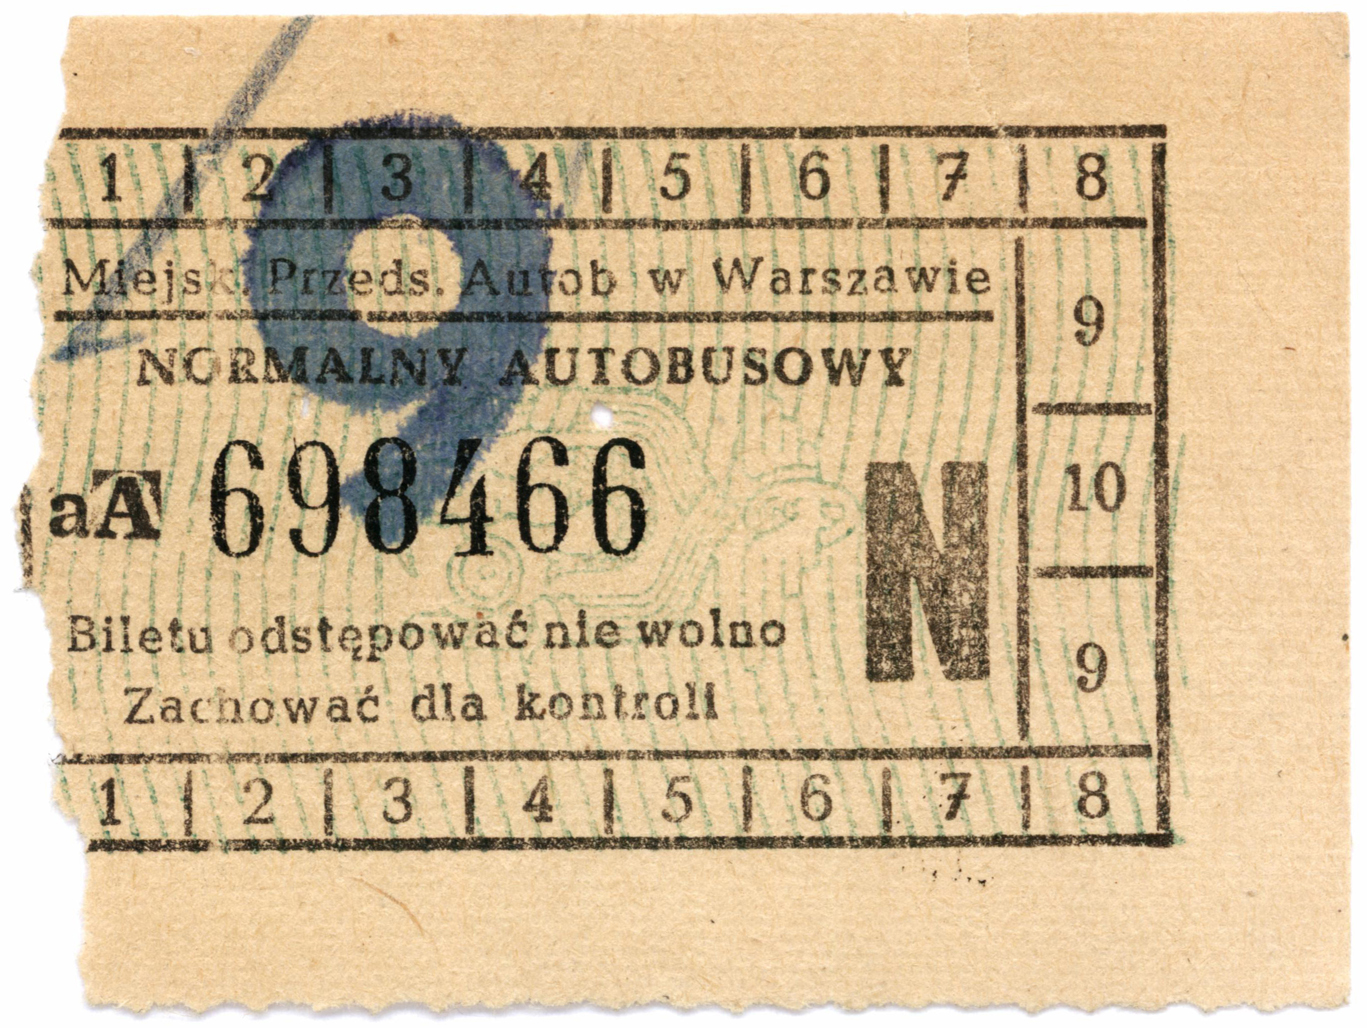 1 2 3 4 5 6 7 8
9
Miejsk. Przeds. Autob w Warszawie
9
NORMALNY AUTOBUSOWY
aA 698466
N
10
Biletu odstępować nie wolno
9
Zachować dla kontroli
1 2 3 4 5 6 7 8